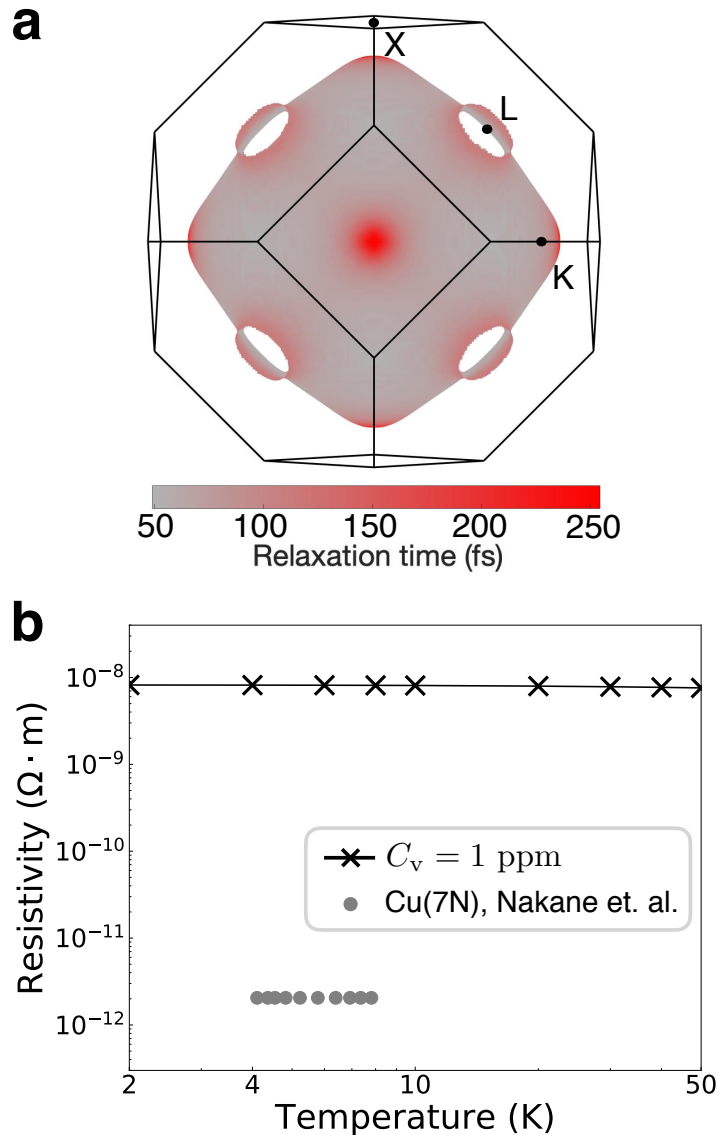 a
X
L
K
50 100 150 200 250
Relaxation time (fs)
b
10⁻⁸
10⁻⁹
10⁻¹⁰
10⁻¹¹
10⁻¹²
Resistivity (Ω · m)
Cᵥ = 1 ppm
Cu(7N), Nakane et. al.
2 4 10 50
Temperature (K)